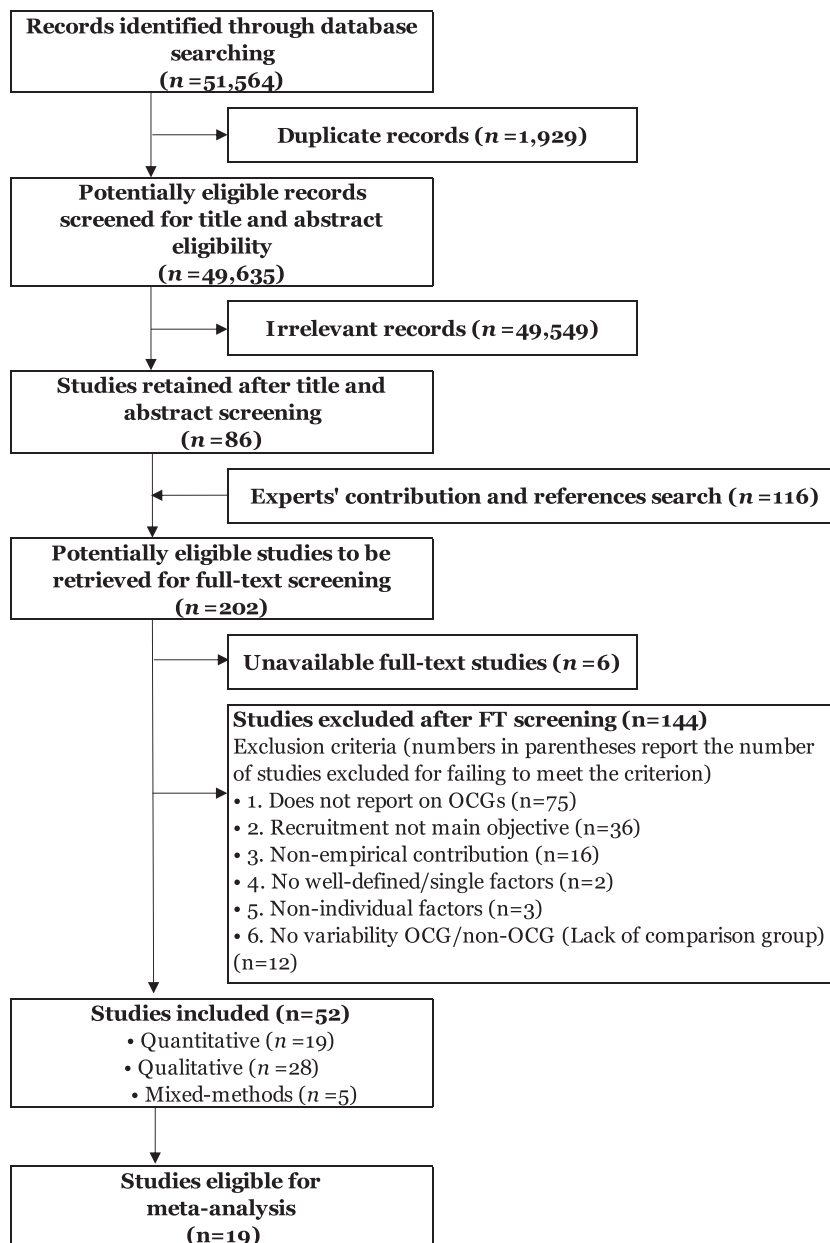 Records identified through database
searching
(n =51,564)
Duplicate records (n =1,929)
Potentially eligible records
screened for title and abstract
eligibility
(n =49,635)
Irrelevant records (n =49,549)
Studies retained after title and
abstract screening
(n =86)
Experts' contribution and references search (n =116)
Potentially eligible studies to be
retrieved for full-text screening
(n =202)
Unavailable full-text studies (n =6)
Studies excluded after FT screening (n=144)
Exclusion criteria (numbers in parentheses report the number
of studies excluded for failing to meet the criterion)
• 1. Does not report on OCGs (n=75)
• 2. Recruitment not main objective (n=36)
• 3. Non-empirical contribution (n=16)
• 4. No well-defined/single factors (n=2)
• 5. Non-individual factors (n=3)
• 6. No variability OCG/non-OCG (Lack of comparison group)
(n=12)
Studies included (n=52)
• Quantitative (n =19)
• Qualitative (n =28)
• Mixed-methods (n =5)
Studies eligible for
meta-analysis
(n=19)